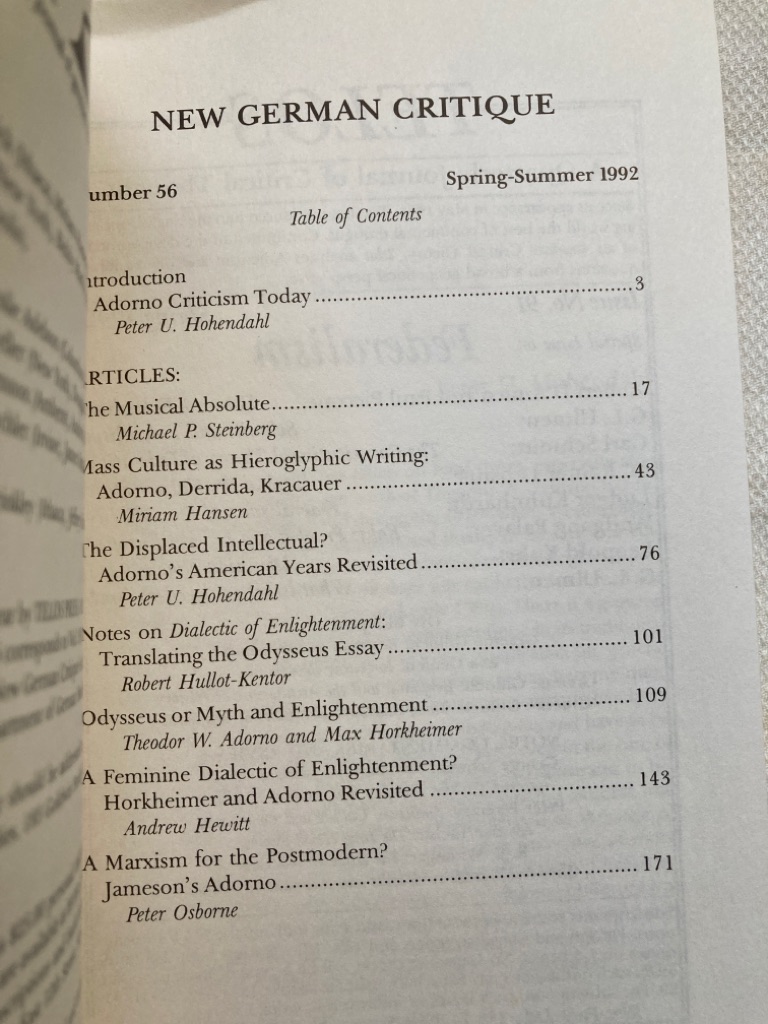 NEW GERMAN CRITIQUE
umber 56
Spring-Summer 1992
Table of Contents
ntroduction
Adorno Criticism Today ........ 3
Peter U. Hohendahl
RTICLES:
he Musical Absolute ........ 17
Michael P. Steinberg
Mass Culture as Hieroglyphic Writing:
Adorno, Derrida, Kracauer ........ 43
Miriam Hansen
The Displaced Intellectual?
Adorno's American Years Revisited ........ 76
Peter U. Hohendahl
Notes on Dialectic of Enlightenment:
Translating the Odysseus Essay ........ 101
Robert Hullot-Kentor
Odysseus or Myth and Enlightenment ........ 109
Theodor W. Adorno and Max Horkheimer
A Feminine Dialectic of Enlightenment?
Horkheimer and Adorno Revisited ........ 143
Andrew Hewitt
A Marxism for the Postmodern?
Jameson's Adorno ........ 171
Peter Osborne